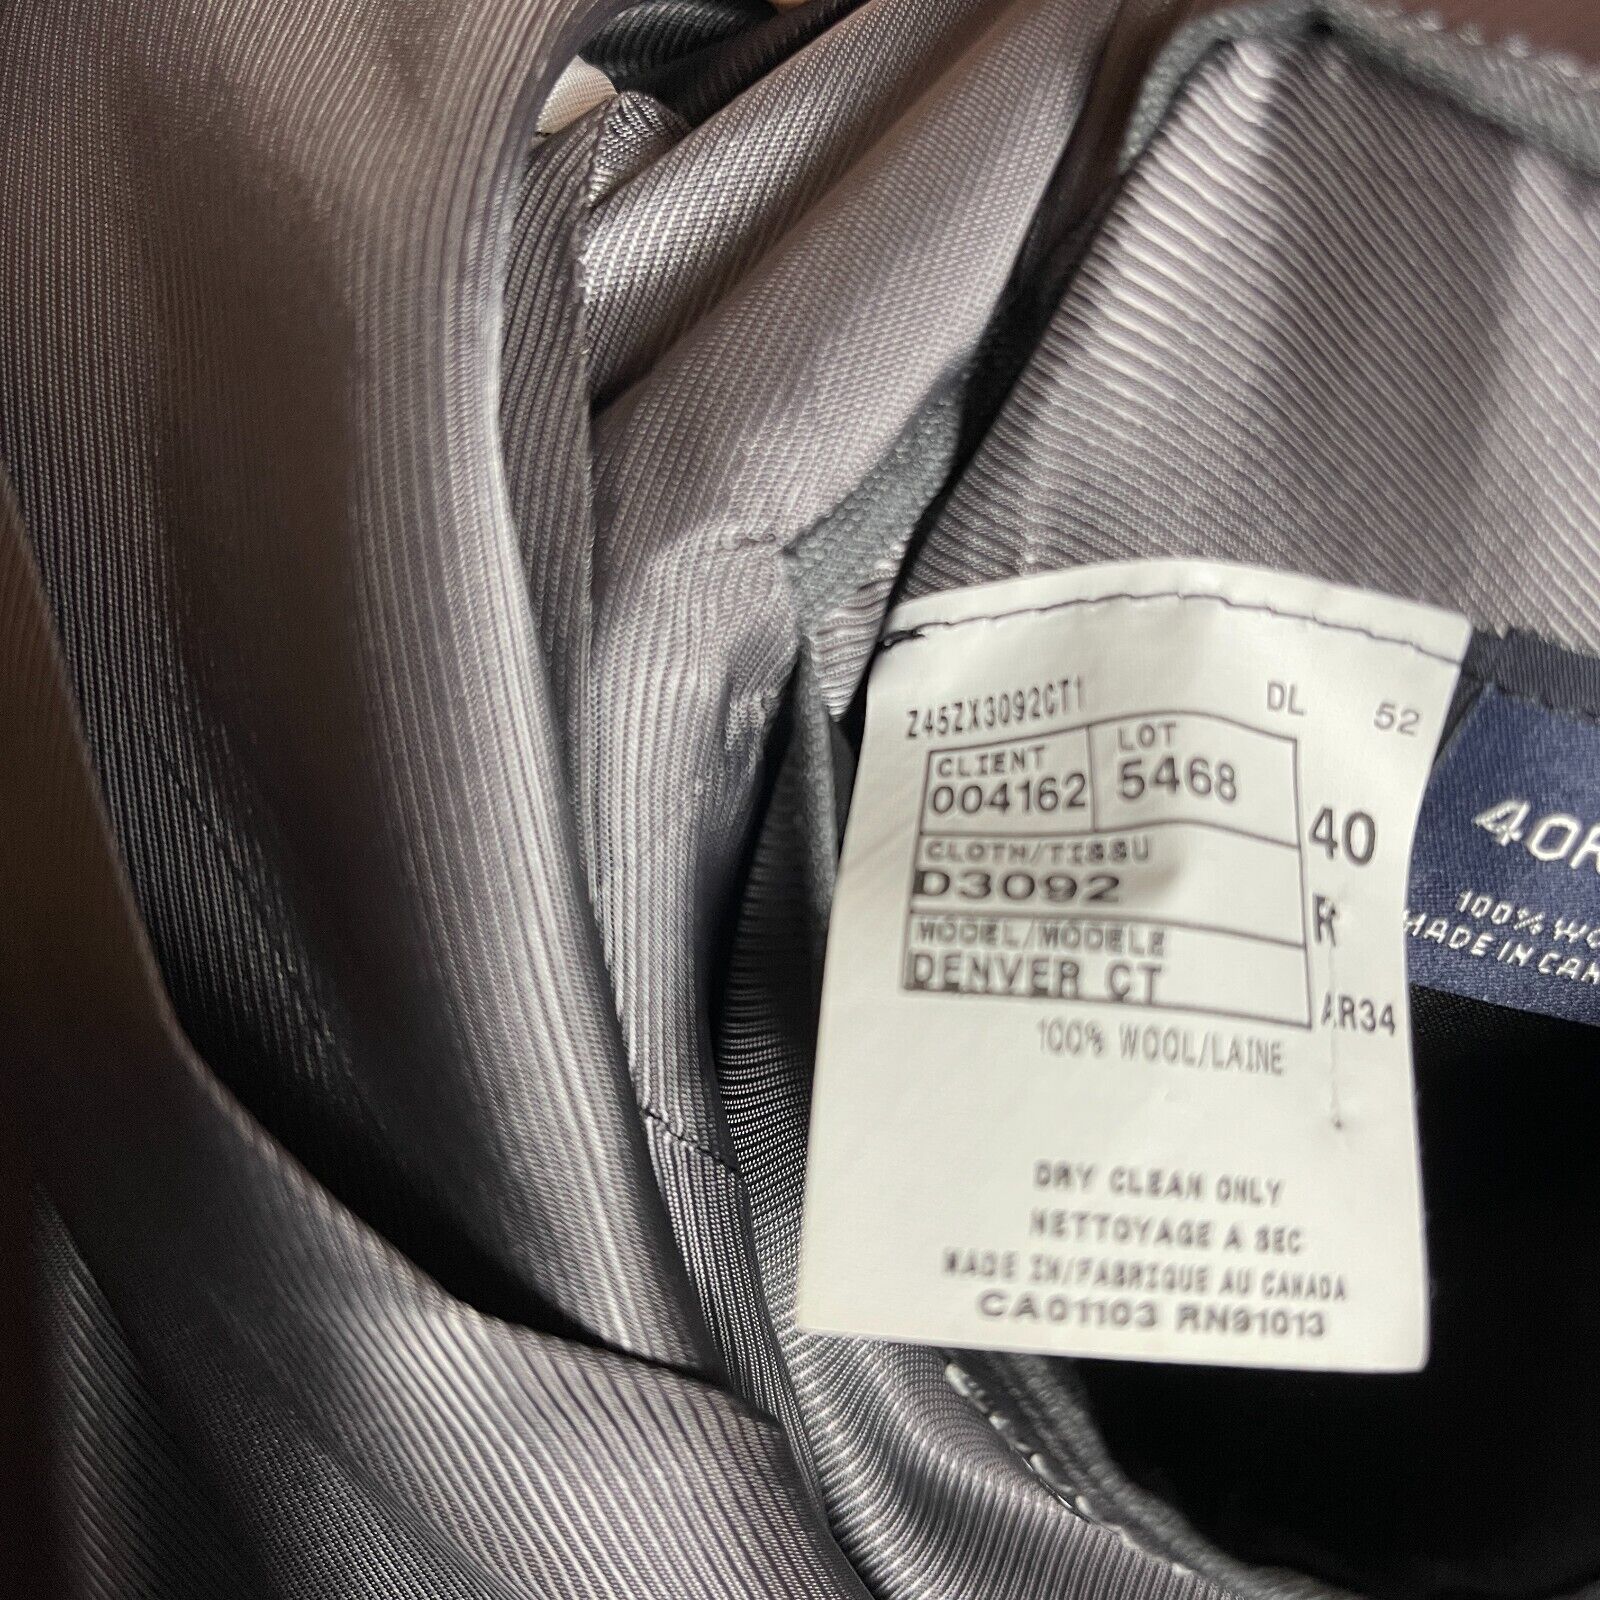 Z45ZX3092CT1 DL 52
CLIENT LOT
004162 5468
40
CLOTH/TISSU
D3092
R
MODEL/MODELE
DENVER CT
AR34
100% WOOL/LAINE
DRY CLEAN ONLY
NETTOYAGE A SEC
MADE IN/FABRIQUE AU CANADA
CA01103 RN91013
40R
100% WO
MADE IN CAN